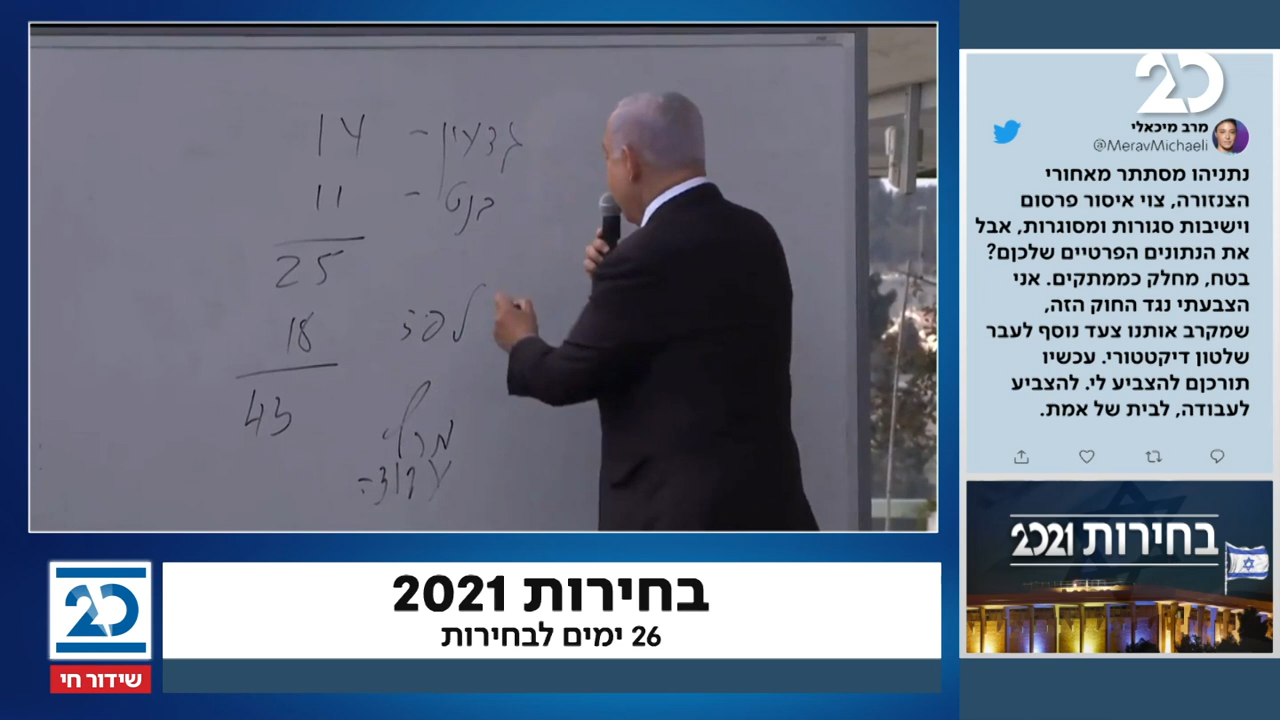 גדעון - 14
בנט - 11
25
לפיד 18
43
מרצ
עבודה
20
מרב מיכאלי
@MeravMichaeli
נתניהו מסתתר מאחורי
הצנזורה, צוי איסור פרסום
וישיבות סגורות ומסוגרות, אבל
את הנתונים הפרטיים שלכןם?
בטח, מחלק כממתקים. אני
הצבעתי נגד החוק הזה,
שמקרב אותנו צעד נוסף לעבר
שלטון דיקטטורי. עכשיו
תורכןם להצביע לי. להצביע
לעבודה, לבית של אמת.
בחירות 2021
בחירות 2021
26 ימים לבחירות
20
שידור חי